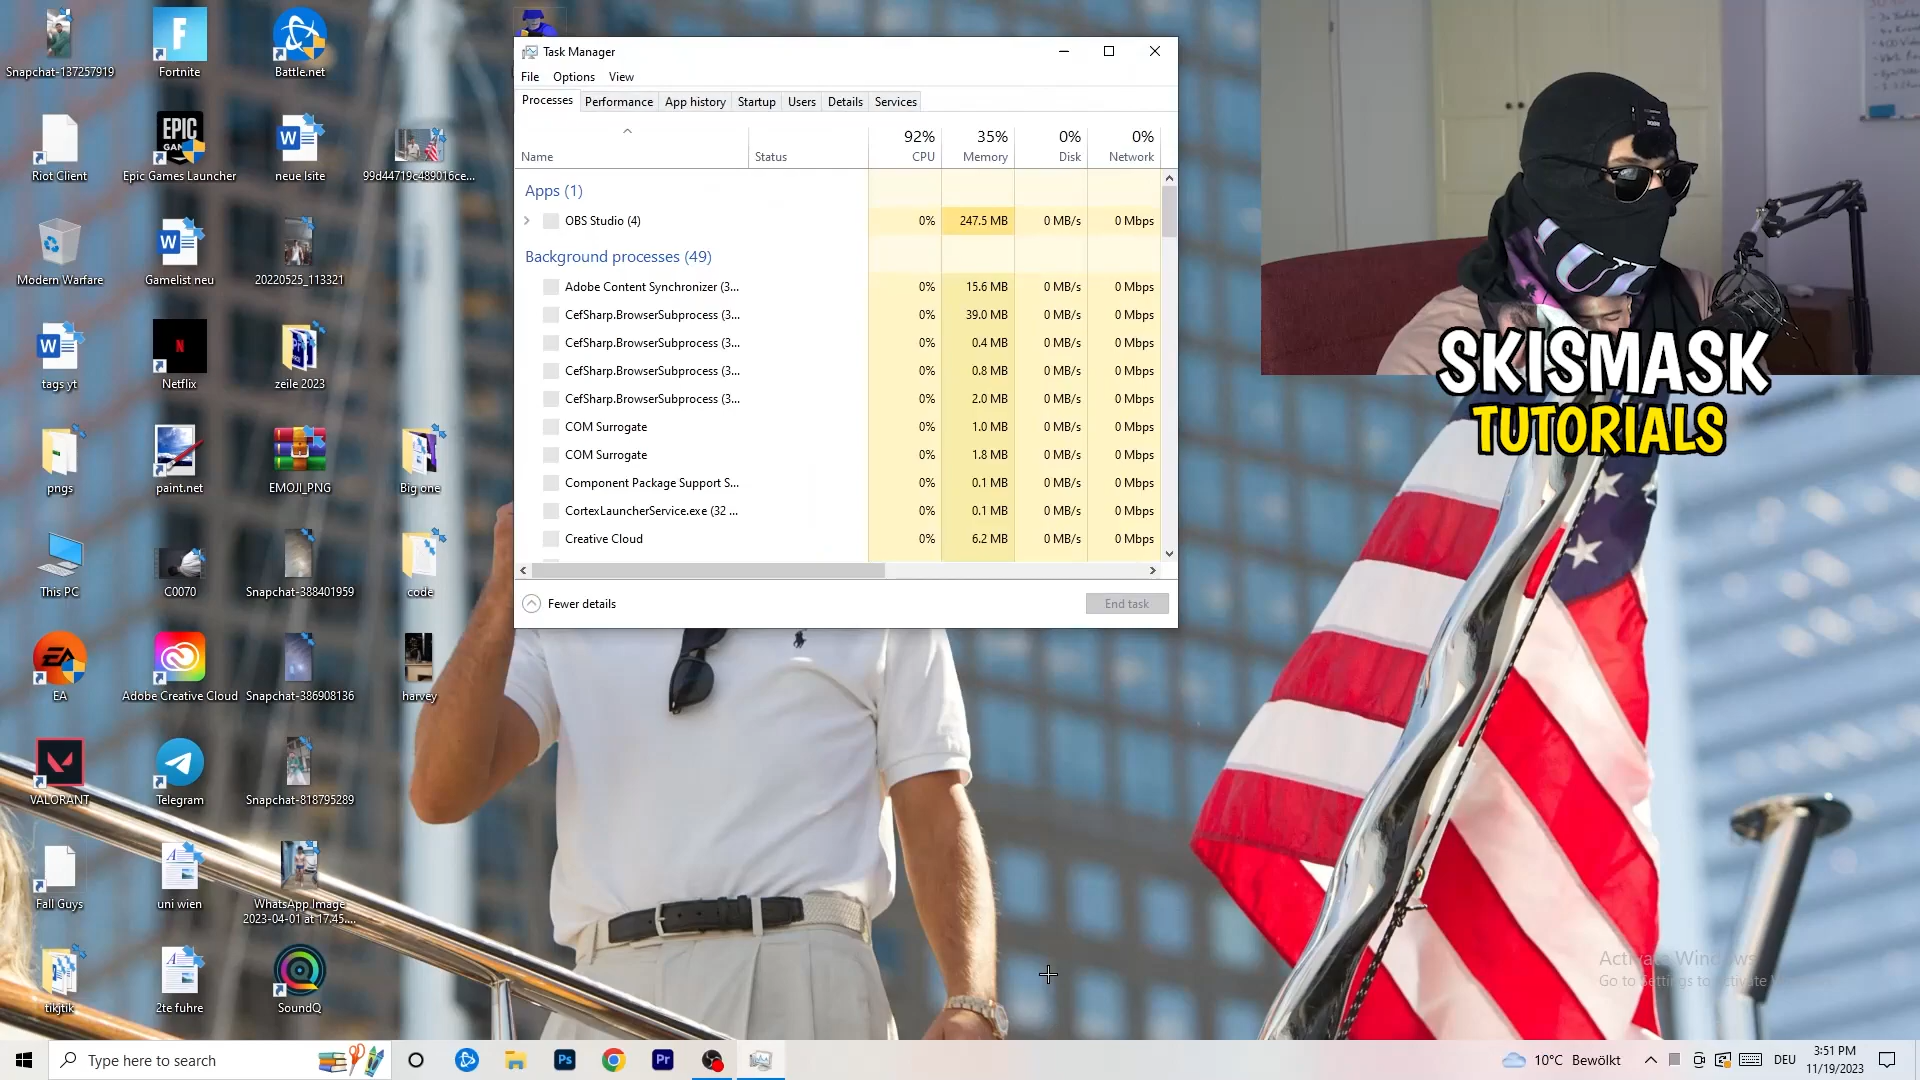 Snapchat-137257919
Fortnite
Battle.net
Riot Client
EPIC
Epic Games Launcher
neue lsite
99d44719c489016ce...
Modern Warfare
Gamelist neu
20220525_113321
tags yt
Netflix
zeile 2023
pngs
paint.net
EMOJI_PNG
Big one
This PC
C0070
Snapchat-388401959
code
EA
Adobe Creative Cloud
Snapchat-386908136
harvey
VALORANT
Telegram
Snapchat-818795289
Fall Guys
uni wien
WhatsApp Image
2023-04-01 at 17.45....
tikjtik
2te fuhre
SoundQ
Task Manager
File Options View
Processes Performance App history Startup Users Details Services
92% 35% 0% 0%
Name Status CPU Memory Disk Network
Apps (1)
OBS Studio (4) 0% 247.5 MB 0 MB/s 0 Mbps
Background processes (49)
Adobe Content Synchronizer (3... 0% 15.6 MB 0 MB/s 0 Mbps
CefSharp.BrowserSubprocess (3... 0% 39.0 MB 0 MB/s 0 Mbps
CefSharp.BrowserSubprocess (3... 0% 0.4 MB 0 MB/s 0 Mbps
CefSharp.BrowserSubprocess (3... 0% 0.8 MB 0 MB/s 0 Mbps
CefSharp.BrowserSubprocess (3... 0% 2.0 MB 0 MB/s 0 Mbps
COM Surrogate 0% 1.0 MB 0 MB/s 0 Mbps
COM Surrogate 0% 1.8 MB 0 MB/s 0 Mbps
Component Package Support S... 0% 0.1 MB 0 MB/s 0 Mbps
CortexLauncherService.exe (32 ... 0% 0.1 MB 0 MB/s 0 Mbps
Creative Cloud 0% 6.2 MB 0 MB/s 0 Mbps
Fewer details End task
SKISMASK
TUTORIALS
Activate Windows
Go to Settings to activate
Type here to search
Ps
Pr
10°C Bewölkt
DEU
3:51 PM
11/19/2023